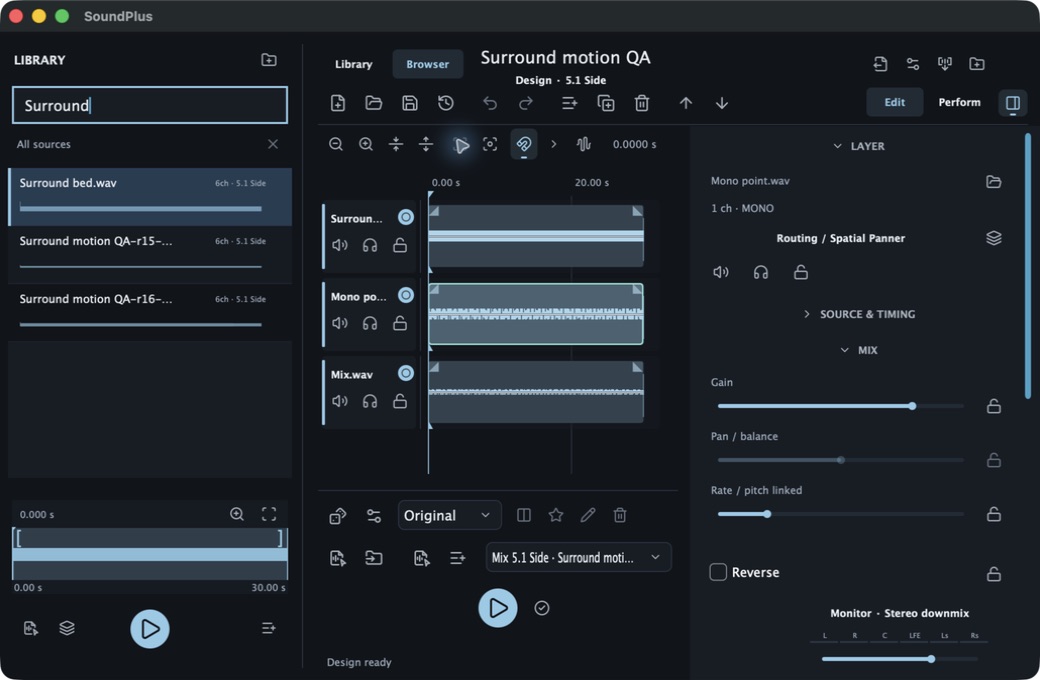 SoundPlus
LIBRARY
Surround
All sources
Surround bed.wav
6ch · 5.1 Side
Surround motion QA-r15-...
6ch · 5.1 Side
Surround motion QA-r16-...
6ch · 5.1 Side
0.000 s
[ ]
0.00 s
30.00 s
Library
Browser
Surround motion QA
Design · 5.1 Side
Edit
Perform
0.0000 s
0.00 s
20.00 s
Surroun...
Mono po...
Mix.wav
Original
Mix 5.1 Side · Surround moti...
Design ready
LAYER
Mono point.wav
1 ch · MONO
Routing / Spatial Panner
SOURCE & TIMING
MIX
Gain
Pan / balance
Rate / pitch linked
Reverse
Monitor · Stereo downmix
L R C LFE Ls Rs